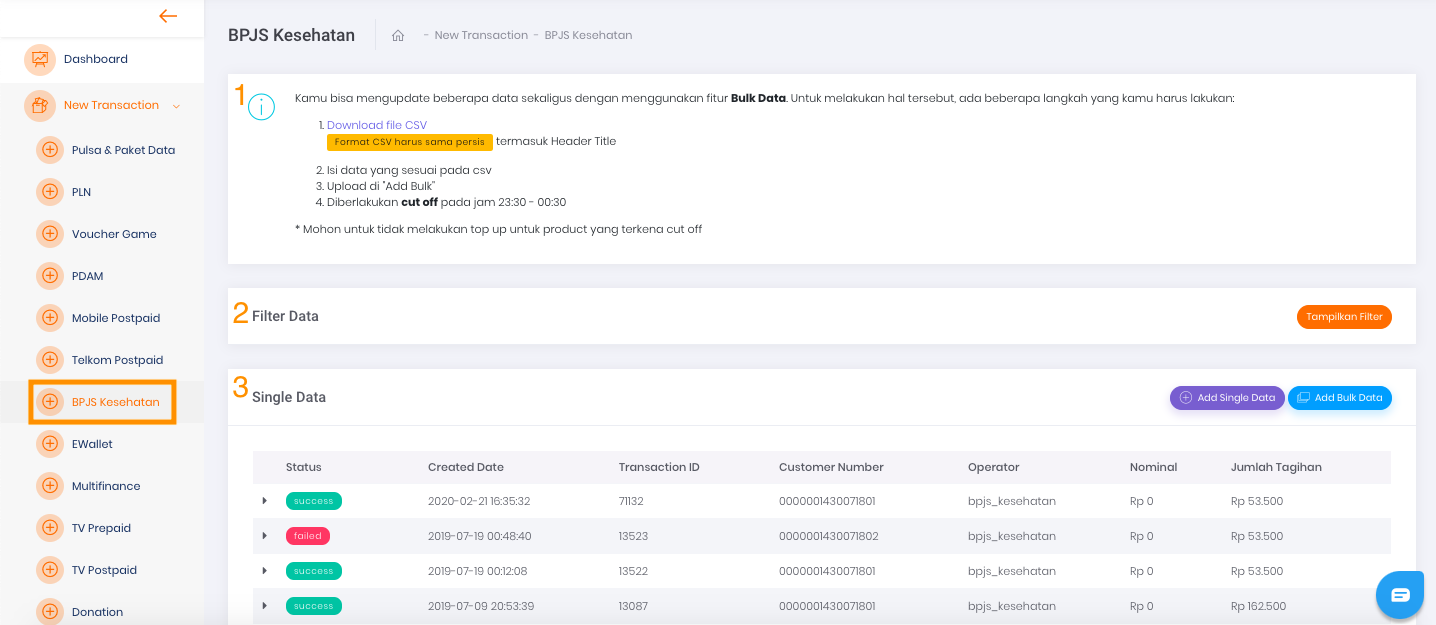 BPJS Kesehatan
- New Transaction - BPJS Kesehatan
Dashboard
New Transaction
Pulsa & Paket Data
PLN
Voucher Game
PDAM
Mobile Postpaid
Telkom Postpaid
BPJS Kesehatan
EWallet
Multifinance
TV Prepaid
TV Postpaid
Donation
1
Kamu bisa mengupdate beberapa data sekaligus dengan menggunakan fitur Bulk Data. Untuk melakukan hal tersebut, ada beberapa langkah yang kamu harus lakukan:
1. Download file CSV
Format CSV harus sama persis termasuk Header Title
2. Isi data yang sesuai pada csv
3. Upload di "Add Bulk"
4. Diberlakukan cut off pada jam 23:30 - 00:30
* Mohon untuk tidak melakukan top up untuk product yang terkena cut off
2 Filter Data Tampilkan Filter
3 Single Data Add Single Data Add Bulk Data
Status Created Date Transaction ID Customer Number Operator Nominal Jumlah Tagihan
success 2020-02-21 16:35:32 71132 0000001430071801 bpjs_kesehatan Rp 0 Rp 53.500
failed 2019-07-19 00:48:40 13523 0000001430071802 bpjs_kesehatan Rp 0 Rp 53.500
success 2019-07-19 00:12:08 13522 0000001430071801 bpjs_kesehatan Rp 0 Rp 53.500
success 2019-07-09 20:53:39 13087 0000001430071801 bpjs_kesehatan Rp 0 Rp 162.500